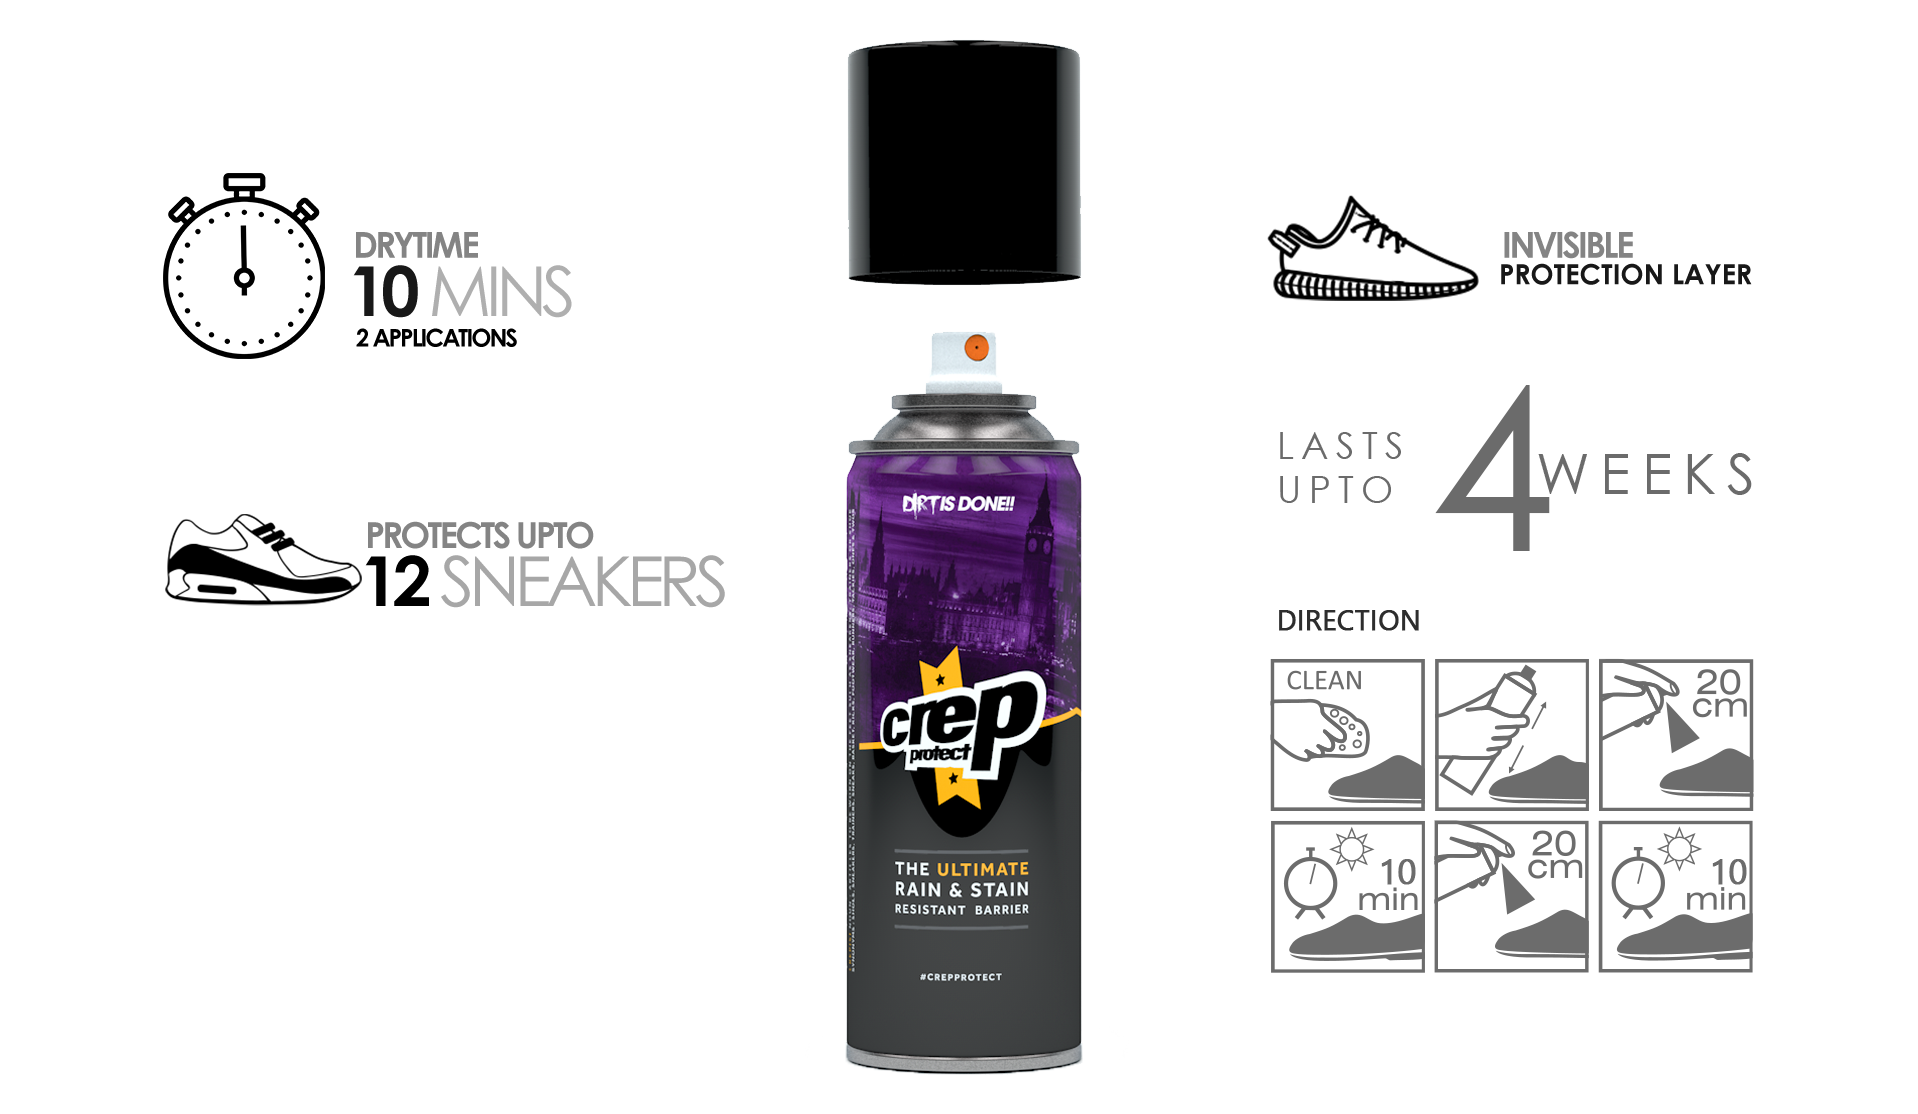 DRYTIME
10 MINS
2 APPLICATIONS
PROTECTS UPTO
12 SNEAKERS
DIRT IS DONE!!
crep
protect
THE ULTIMATE
RAIN & STAIN
RESISTANT BARRIER
#CREPPROTECT
INVISIBLE
PROTECTION LAYER
LASTS
UPTO
4 WEEKS
DIRECTION
CLEAN
20
cm
10
min
20
cm
10
min